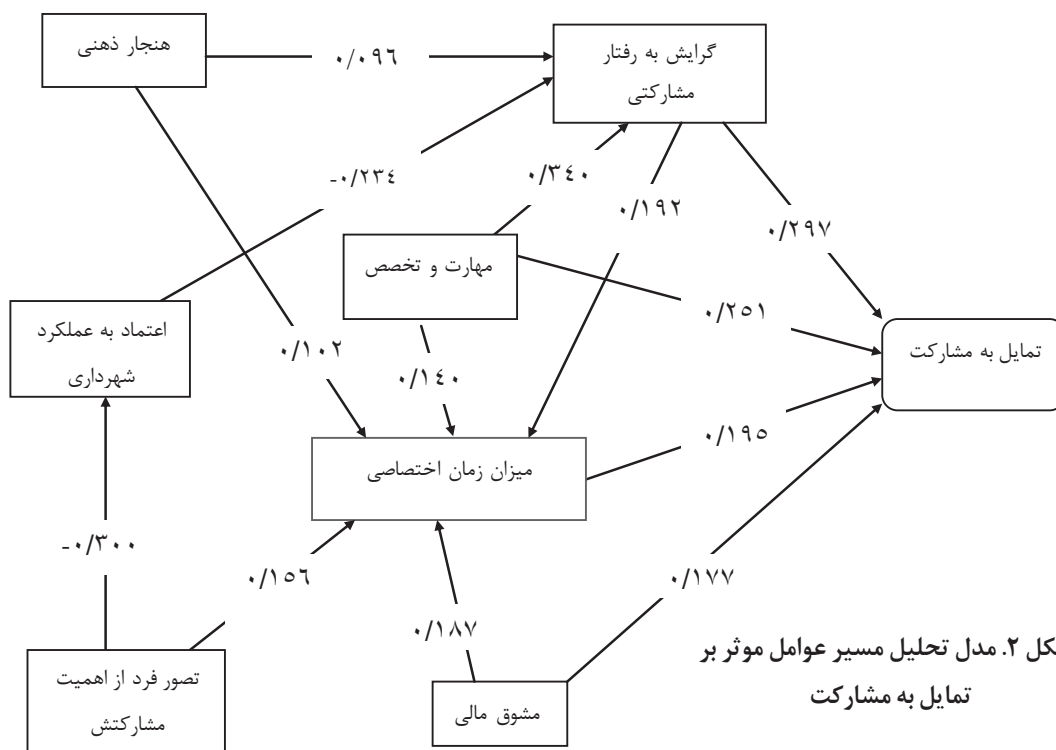 هنجار ذهنی
۰/۰۹۶
گرایش به رفتار
مشارکتی
-۰/۲۳۴
۰/۳۴۰
۰/۱۹۲
۰/۲۹۷
مهارت و تخصص
۰/۲۵۱
اعتماد به عملکرد
شهرداری
۰/۱۰۲
۰/۱۴۰
تمایل به مشارکت
میزان زمان اختصاصی
۰/۱۹۵
-۰/۳۰۰
۰/۱۵۶
۰/۱۸۷
۰/۱۷۷
تصور فرد از اهمیت
مشارکتش
مشوق مالی
کل ۲. مدل تحلیل مسیر عوامل موثر بر
تمایل به مشارکت